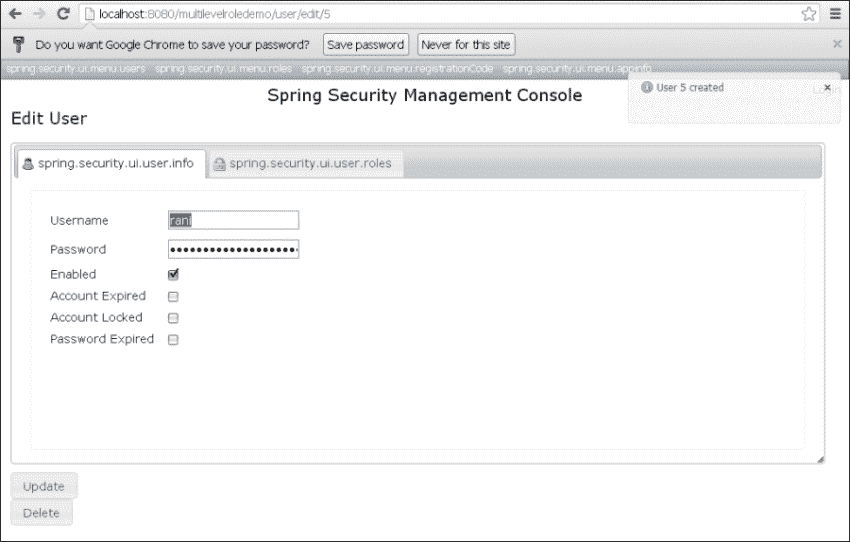 localhost:8080/multilevelroledemo/user/edit/5
Do you want Google Chrome to save your password? Save password Never for this site
spring.security.ui.menu.users spring.security.ui.menu.roles spring.security.ui.menu.registrationCode spring.security.ui.menu.appinfo
User 5 created
Spring Security Management Console
Edit User
spring.security.ui.user.info spring.security.ui.user.roles
Username rani
Password
Enabled
Account Expired
Account Locked
Password Expired
Update
Delete